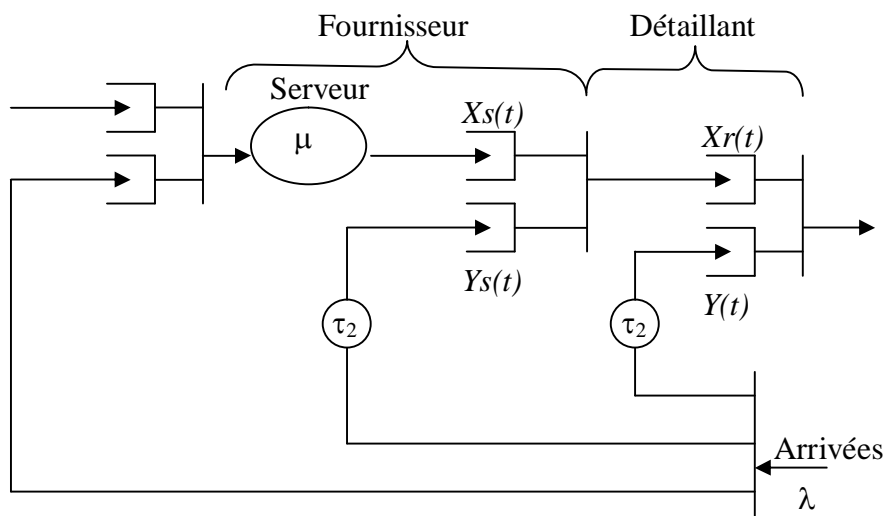 Fournisseur
Détaillant
Serveur
μ
Xs(t)
Xr(t)
Ys(t)
Y(t)
τ2
τ2
Arrivées
λ